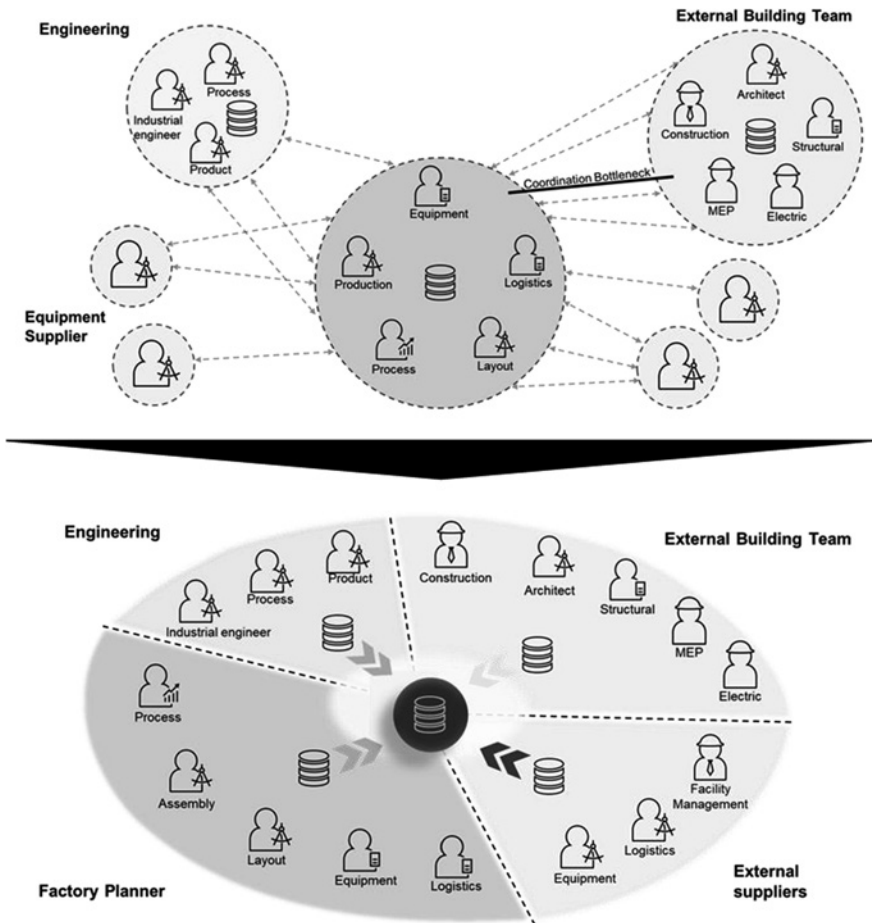 Engineering
External Building Team
Process
Industrial
engineer
Product
Architect
Construction
Structural
MEP
Electric
Coordination Bottleneck
Equipment
Production
Logistics
Process
Layout
Equipment
Supplier
Engineering
External Building Team
Product
Process
Industrial engineer
Construction
Architect
Structural
MEP
Electric
Process
Assembly
Layout
Equipment
Logistics
Facility
Management
Logistics
Equipment
Factory Planner
External
suppliers